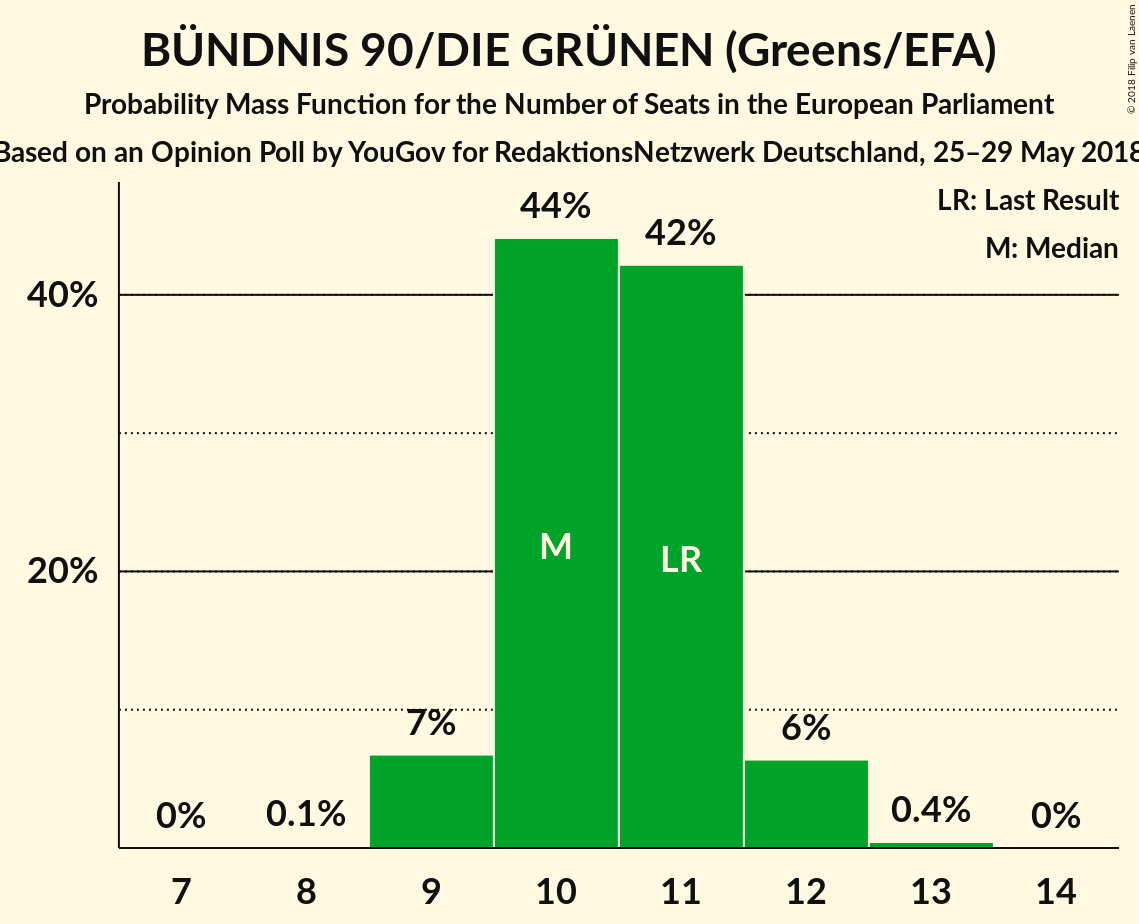 BÜNDNIS 90/DIE GRÜNEN (Greens/EFA)
Probability Mass Function for the Number of Seats in the European Parliament
Based on an Opinion Poll by YouGov for RedaktionsNetzwerk Deutschland, 25–29 May 2018
© 2018 Filip van Laenen
LR: Last Result
M: Median
40%
20%
0%
0.1%
7%
44%
42%
6%
0.4%
0%
M
LR
7 8 9 10 11 12 13 14